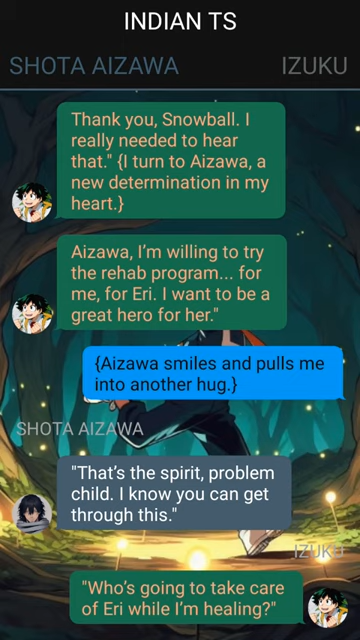 INDIAN TS
SHOTA AIZAWA IZUKU
Thank you, Snowball. I
really needed to hear
that." {I turn to Aizawa, a
new determination in my
heart.}
Aizawa, I'm willing to try
the rehab program... for
me, for Eri. I want to be a
great hero for her."
{Aizawa smiles and pulls me
into another hug.}
SHOTA AIZAWA
"That's the spirit, problem
child. I know you can get
through this."
IZUKU
"Who's going to take care
of Eri while I'm healing?"